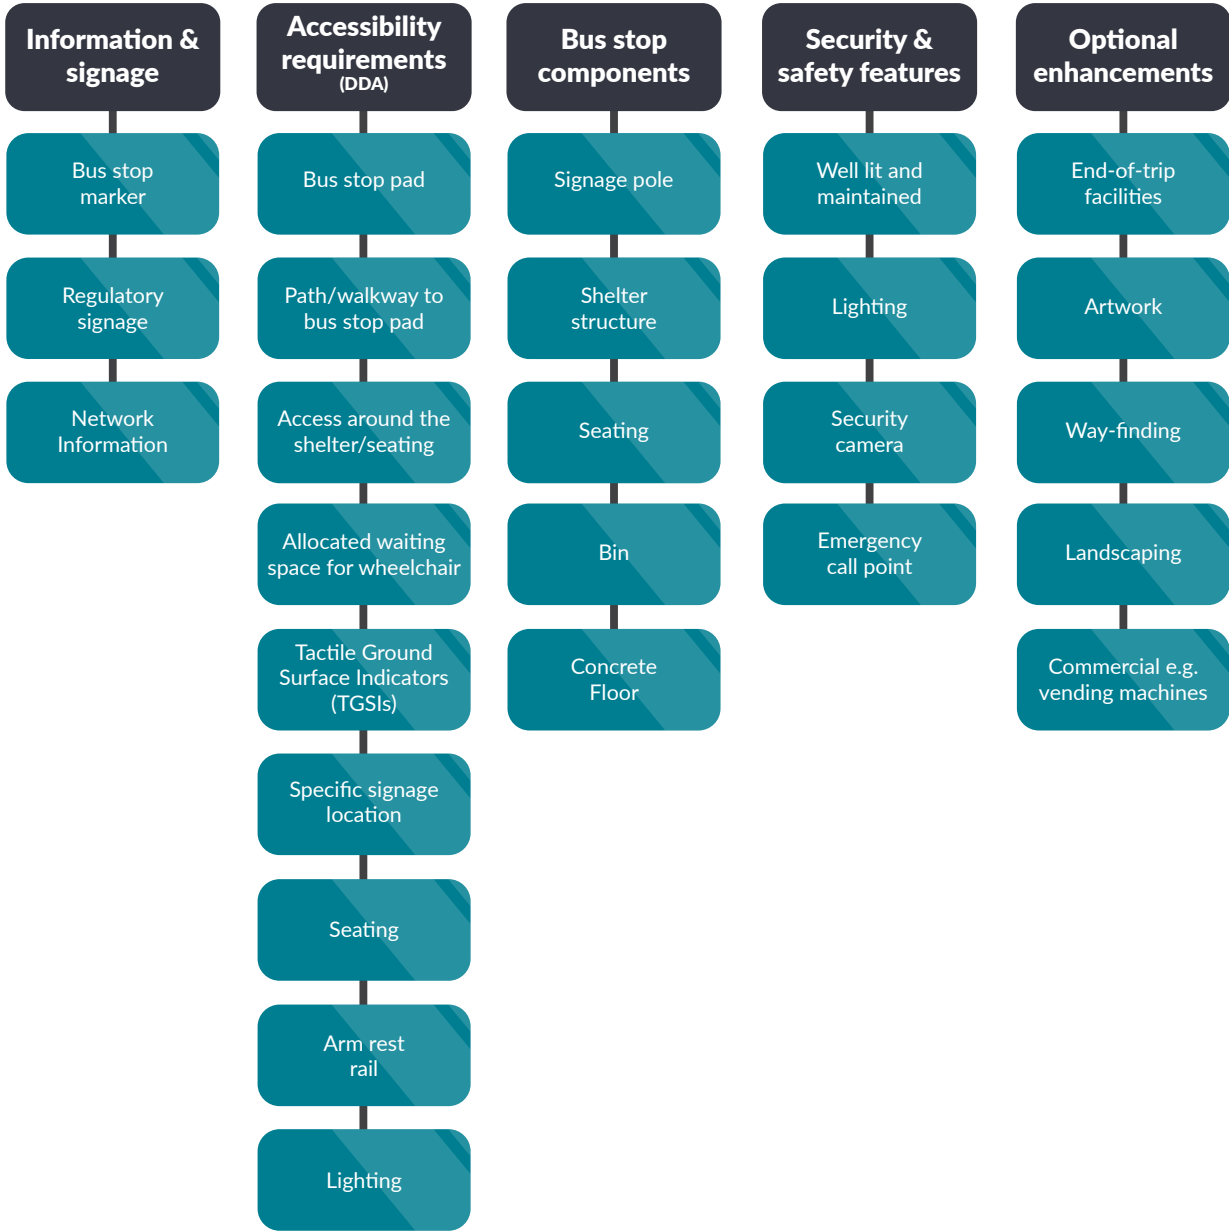 Information &
signage
Bus stop
marker
Regulatory
signage
Network
Information
Accessibility
requirements
(DDA)
Bus stop pad
Path/walkway to
bus stop pad
Access around the
shelter/seating
Allocated waiting
space for wheelchair
Tactile Ground
Surface Indicators
(TGSIs)
Specific signage
location
Seating
Arm rest
rail
Lighting
Bus stop
components
Signage pole
Shelter
structure
Seating
Bin
Concrete
Floor
Security &
safety features
Well lit and
maintained
Lighting
Security
camera
Emergency
call point
Optional
enhancements
End-of-trip
facilities
Artwork
Way-finding
Landscaping
Commercial e.g.
vending machines